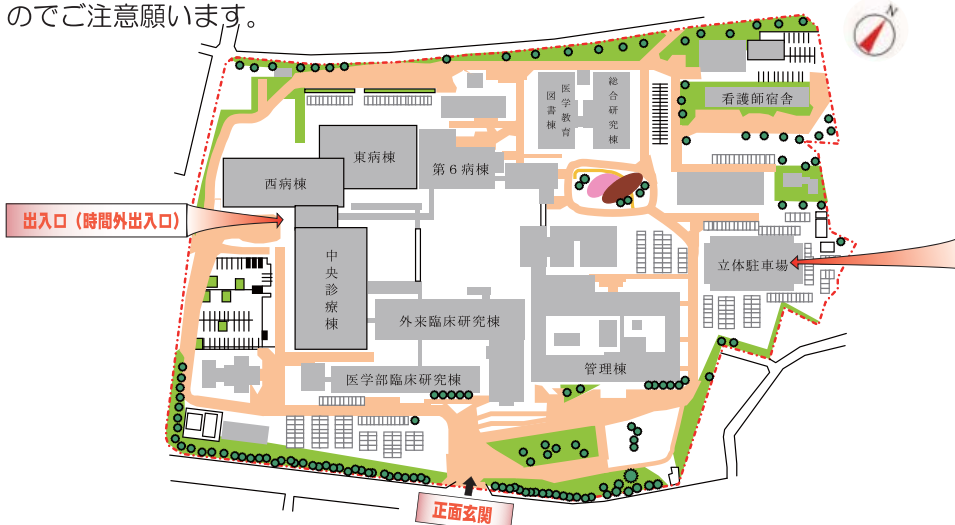 のでご注意願います。
N
看護師宿舎
図書棟
医学教育
総合研究棟
東病棟
第６病棟
西病棟
出入口（時間外出入口）
中央診療棟
立体駐車場
外来臨床研究棟
管理棟
医学部臨床研究棟
正面玄関